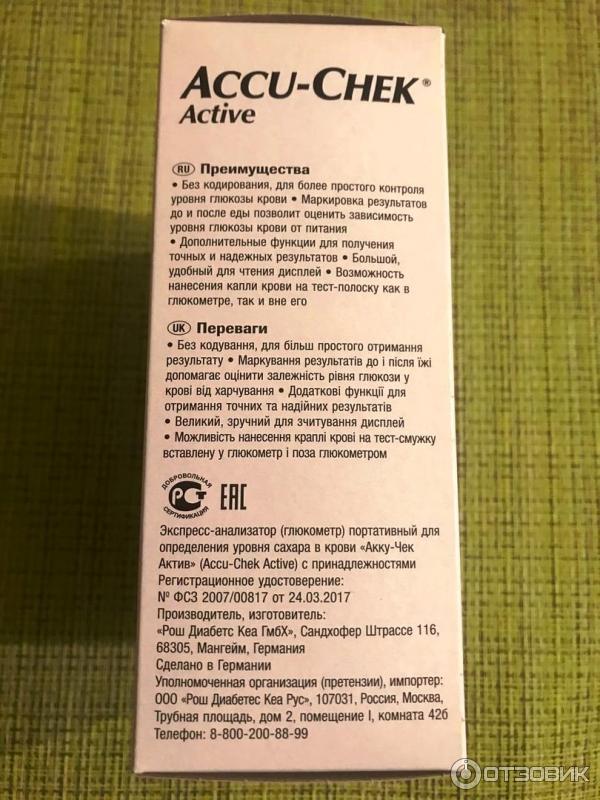 ACCU-CHEK®
Active
RU Преимущества
• Без кодирования, для более простого контроля
уровня глюкозы крови • Маркировка результатов
до и после еды позволит оценить зависимость
уровня глюкозы крови от питания
• Дополнительные функции для получения
точных и надежных результатов • Большой,
удобный для чтения дисплей • Возможность
нанесения капли крови на тест-полоску как в
глюкометре, так и вне его
UK Переваги
• Без кодування, для більш простого отримання
результату • Маркування результатів до і після їжі
допомагає оцінити залежність рівня глюкози у
крові від харчування • Додаткові функції для
отримання точних та надійних результатів
• Великий, зручний для зчитування дисплей
• Можливість нанесення краплі крові на тест-смужку
вставлену у глюкометр і поза глюкометром
ДОБРОВОЛЬНАЯ
РСТ
СЕРТИФИКАЦИЯ
EAC
Экспресс-анализатор (глюкометр) портативный для
определения уровня сахара в крови «Акку-Чек
Актив» (Accu-Chek Active) с принадлежностями
Регистрационное удостоверение:
№ ФСЗ 2007/00817 от 24.03.2017
Производитель, изготовитель:
«Рош Диабетс Кеа ГмбХ», Сандхофер Штрассе 116,
68305, Мангейм, Германия
Сделано в Германии
Уполномоченная организация (претензии), импортер:
ООО «Рош Диабетес Кеа Рус», 107031, Россия, Москва,
Трубная площадь, дом 2, помещение I, комната 42б
Телефон: 8-800-200-88-99
ОТЗОВИК